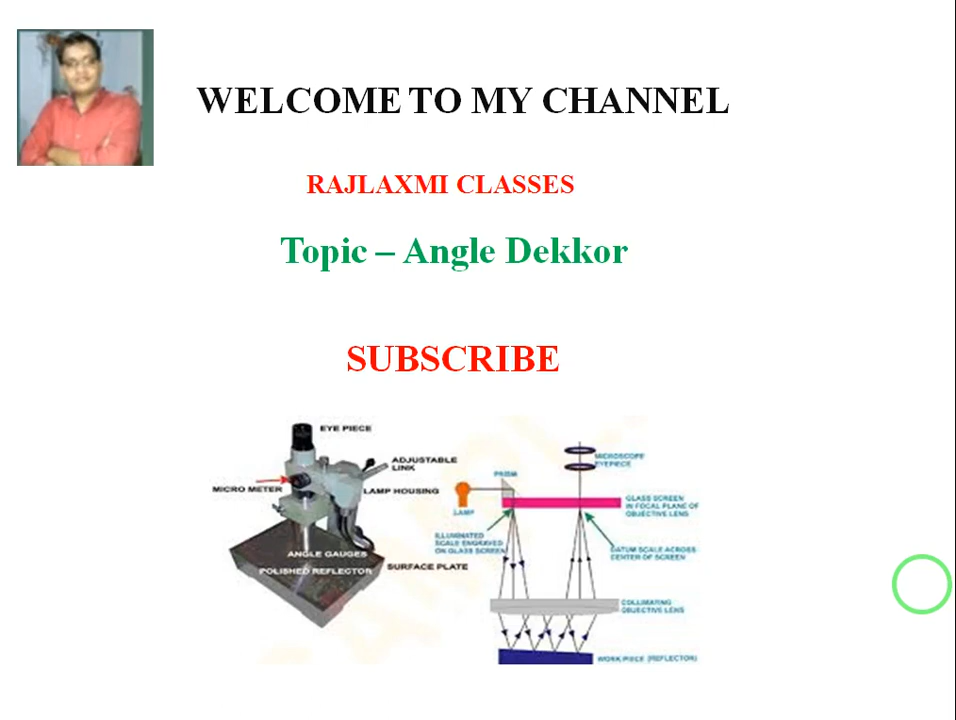 WELCOME TO MY CHANNEL
RAJLAXMI CLASSES
Topic – Angle Dekkor
SUBSCRIBE
EYE PIECE
ADJUSTABLE
LINK
MICRO METER
LAMP HOUSING
ANGLE GAUGES
POLISHED REFLECTOR
SURFACE PLATE
MICROSCOPE
EYEPIECE
PRISM
LAMP
GLASS SCREEN
IN FOCAL PLANE OF
OBJECTIVE LENS
ILLUMINATED
SCALE ENGRAVED
ON GLASS SCREEN
DATUM SCALE ACROSS
CENTER OF SCREEN
COLLIMATING
OBJECTIVE LENS
WORK PIECE (REFLECTOR)